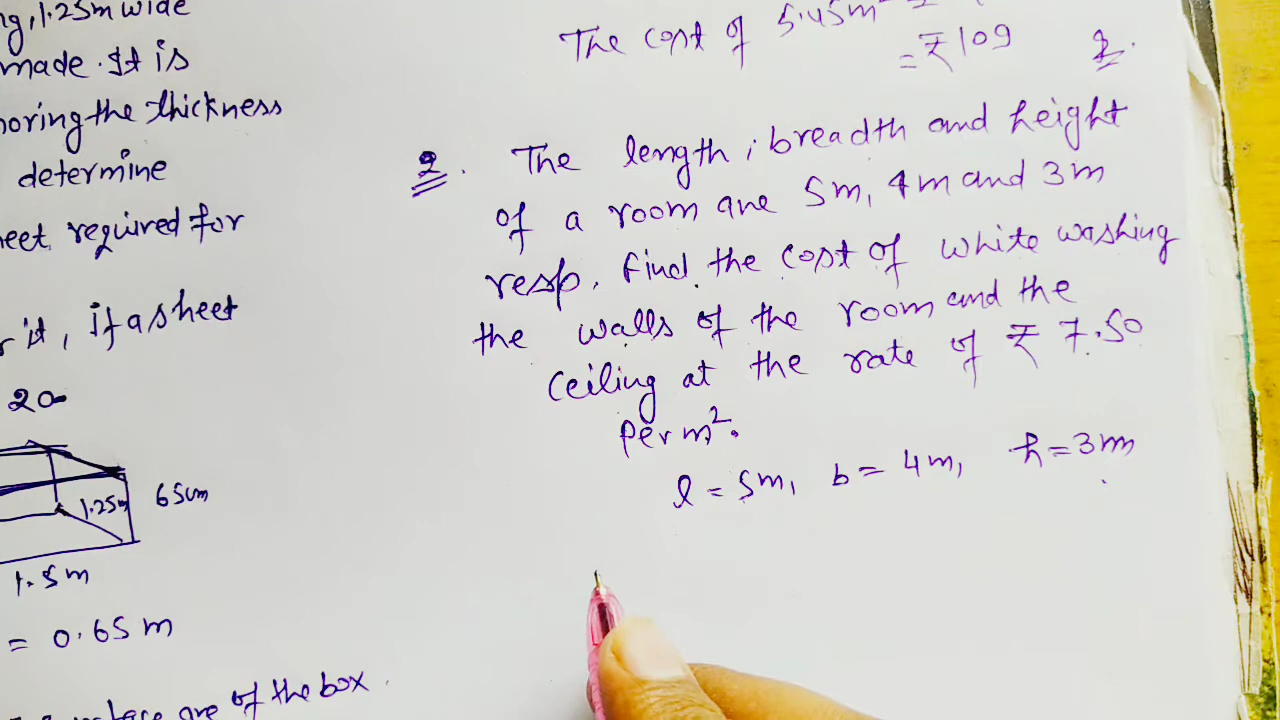 1.25m wide
made. It is
noring the thickness
determine
eet required for
r it, if a sheet
20
1.25m
65cm
1.5m
= 0.65 m
of the box.
The cost of 5.45m²
= ₹109
2. The length, breadth and height
of a room are 5m, 4m and 3m
resp. Find the cost of white washing
the walls of the room and the
ceiling at the rate of ₹ 7.50
per m².
l = 5m, b = 4m, h = 3m